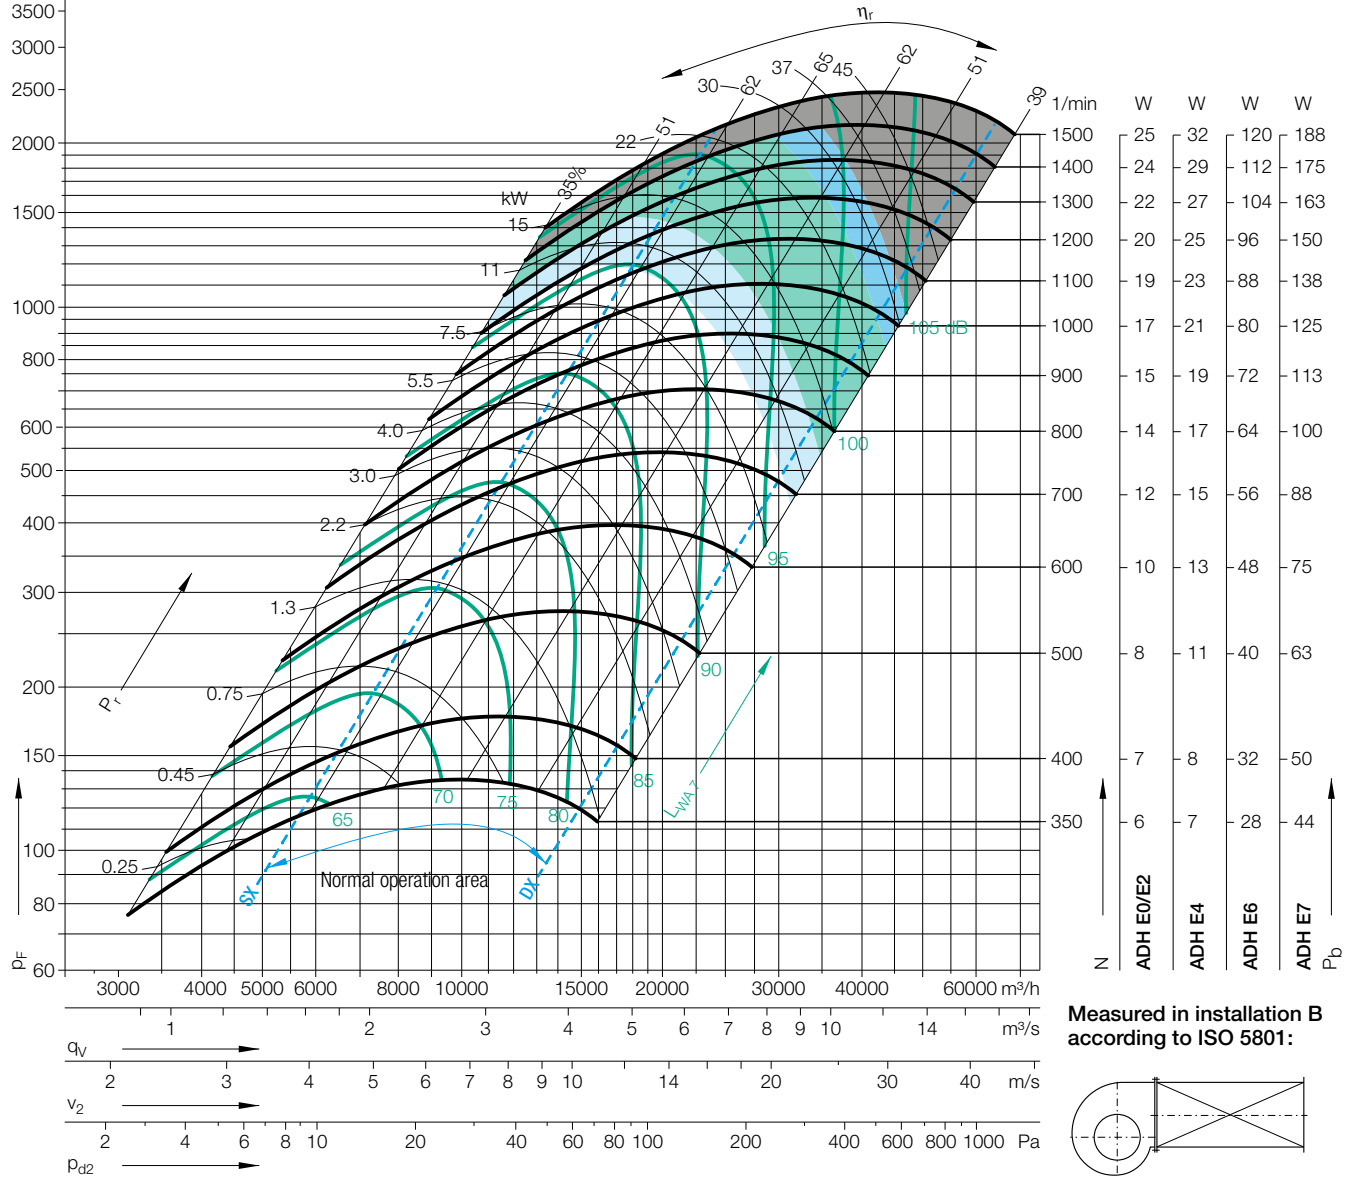 ηr
3500
3000
2500
2000
1500
1000
800
600
500
400
300
200
150
100
80
60
pF
35%
51
62
65
62
51
39
kW
0.25
0.45
0.75
1.3
2.2
3.0
4.0
5.5
7.5
11
15
22
30
37
45
Pr
65
70
75
80
85
90
95
100
105 dB
LWA 7
SX
DX
Normal operation area
1/min W W W W
1500 25 32 120 188
1400 24 29 112 175
1300 22 27 104 163
1200 20 25 96 150
1100 19 23 88 138
1000 17 21 80 125
900 15 19 72 113
800 14 17 64 100
700 12 15 56 88
600 10 13 48 75
500 8 11 40 63
400 7 8 32 50
350 6 7 28 44
N
ADH E0/E2
ADH E4
ADH E6
ADH E7
Pb
3000 4000 5000 6000 8000 10000 15000 20000 30000 40000 60000 m³/h
1 2 3 4 5 6 7 8 9 10 14 m³/s
qV
2 3 4 5 6 7 8 9 10 14 20 30 40 m/s
v2
2 4 6 8 10 20 40 60 80 100 200 400 600 800 1000 Pa
pd2
Measured in installation B
according to ISO 5801: